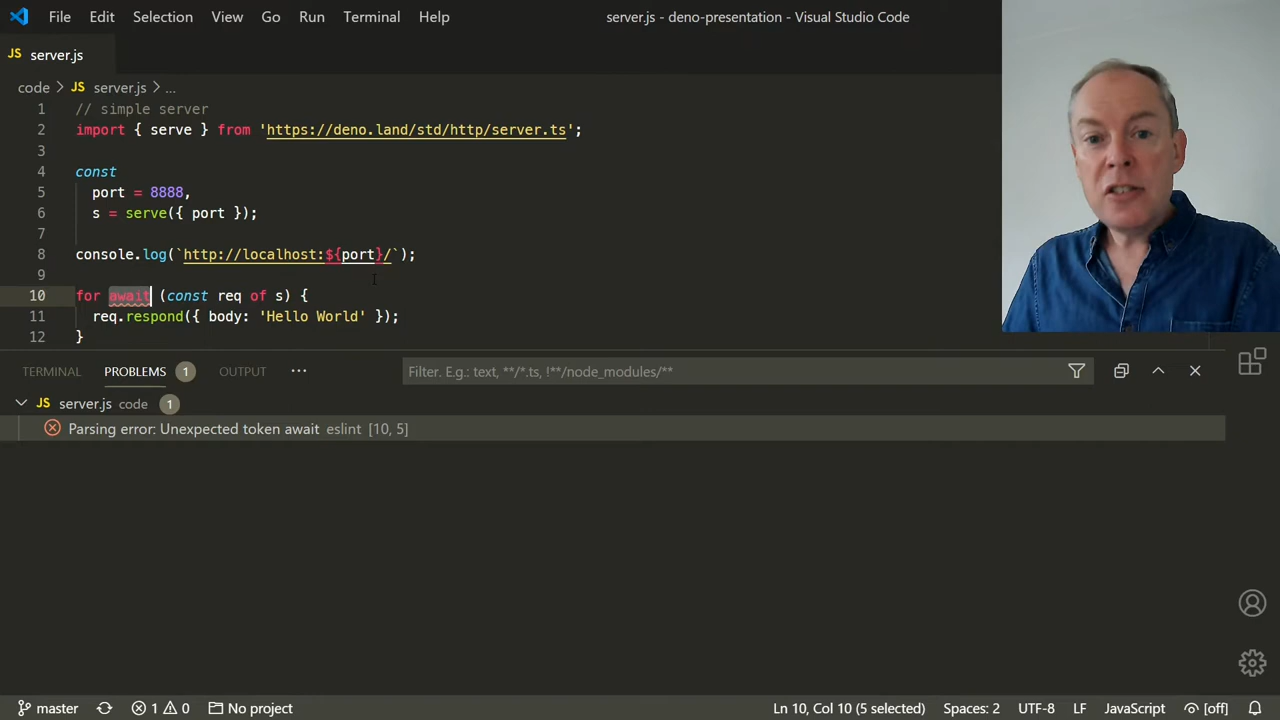 File Edit Selection View Go Run Terminal Help server.js - deno-presentation - Visual Studio Code
JS server.js
code > JS server.js > ...
1 // simple server
2 import { serve } from 'https://deno.land/std/http/server.ts';
3
4 const
5 port = 8888,
6 s = serve({ port });
7
8 console.log(`http://localhost:${port}/`);
9
10 for await (const req of s) {
11 req.respond({ body: 'Hello World' });
12 }
TERMINAL PROBLEMS 1 OUTPUT ··· Filter. E.g.: text, **/*.ts, !**/node_modules/**
JS server.js code 1
Parsing error: Unexpected token await eslint [10, 5]
master 1 0 No project Ln 10, Col 10 (5 selected) Spaces: 2 UTF-8 LF JavaScript [off]